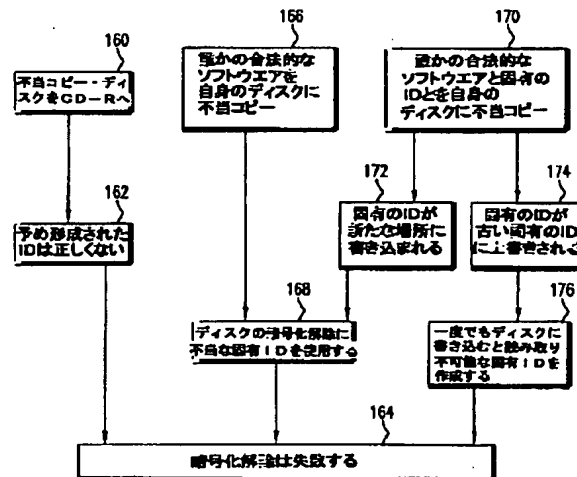 160
不当コピー・ディ
スクをCD-Rへ
166
誰かの合法的な
ソフトウエアを
自身のディスクに
不当コピー
170
誰かの合法的な
ソフトウエアと固有の
IDとを自身の
ディスクに不当コピー
162
予め形成された
IDは正しくない
172
固有のIDが
新たな場所に
書き込まれる
174
固有のIDが
古い固有のID
に上書きされる
168
ディスクの暗号化解除に
不当な固有IDを使用する
176
一度でもディスクに
書き込むと読み取り
不可能な固有IDを
作成する
164
暗号化解除は失敗する